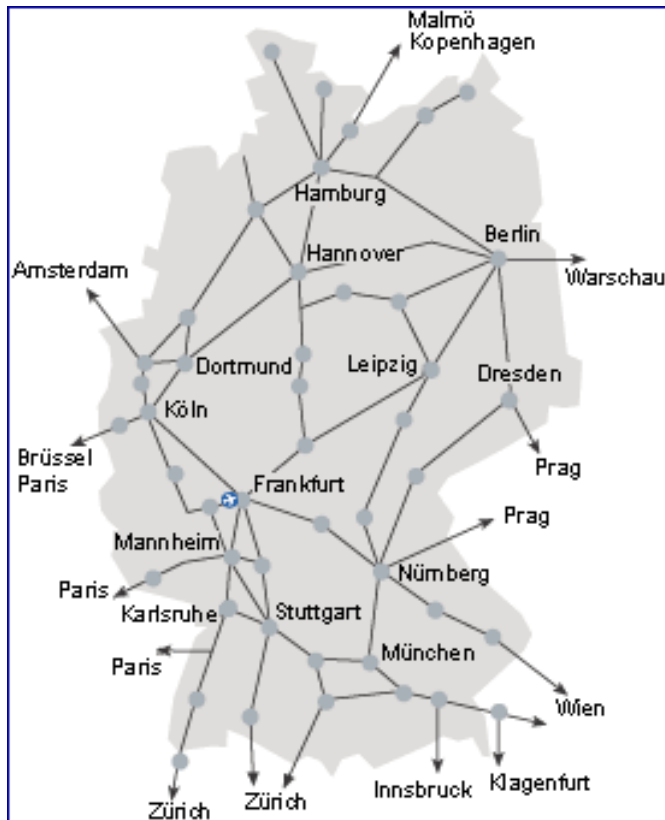 Malmö
Kopenhagen
Hamburg
Berlin
Hannover
Amsterdam
Warschau
Dortmund
Leipzig
Dresden
Köln
Brüssel
Paris
Prag
Frankfurt
Prag
Mannheim
Nürnberg
Paris
Karlsruhe
Stuttgart
München
Paris
Wien
Zürich
Zürich
Innsbruck
Klagenfurt